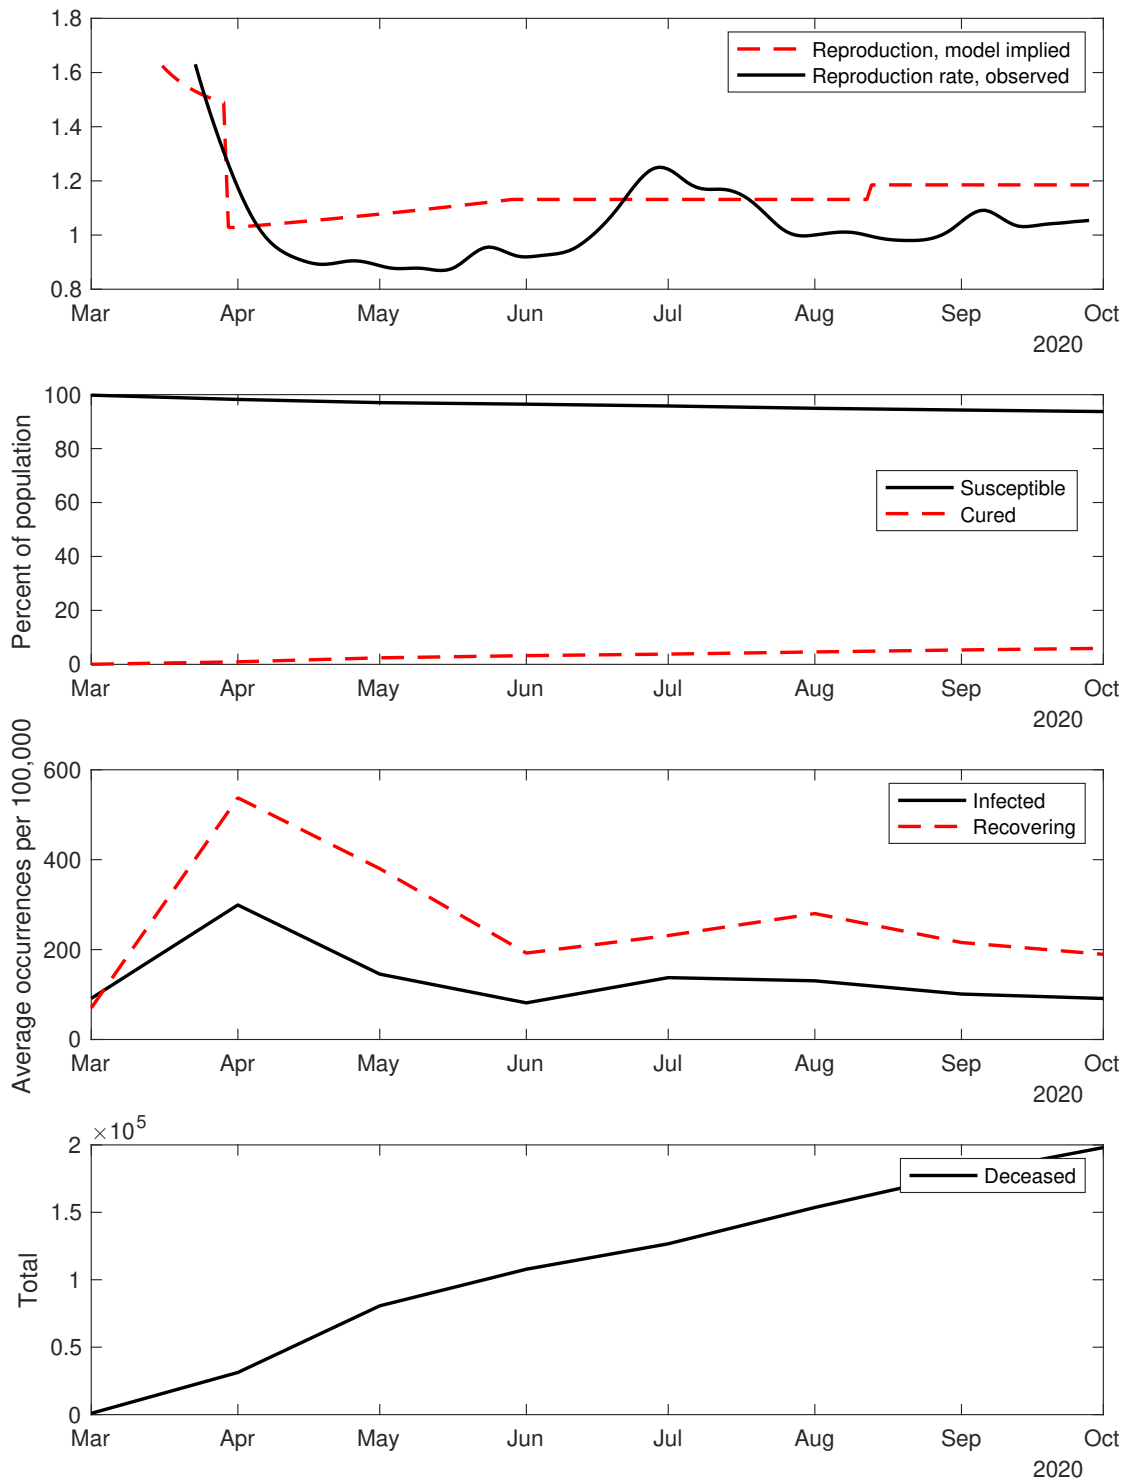 1.8
1.6
1.4
1.2
1
0.8
Reproduction, model implied
Reproduction rate, observed
Mar Apr May Jun Jul Aug Sep Oct
2020
Percent of population
100
80
60
40
20
0
Susceptible
Cured
Mar Apr May Jun Jul Aug Sep Oct
2020
Average occurrences per 100,000
600
400
200
0
Infected
Recovering
Mar Apr May Jun Jul Aug Sep Oct
2020
×10^5
Total
2
1.5
1
0.5
0
Deceased
Mar Apr May Jun Jul Aug Sep Oct
2020